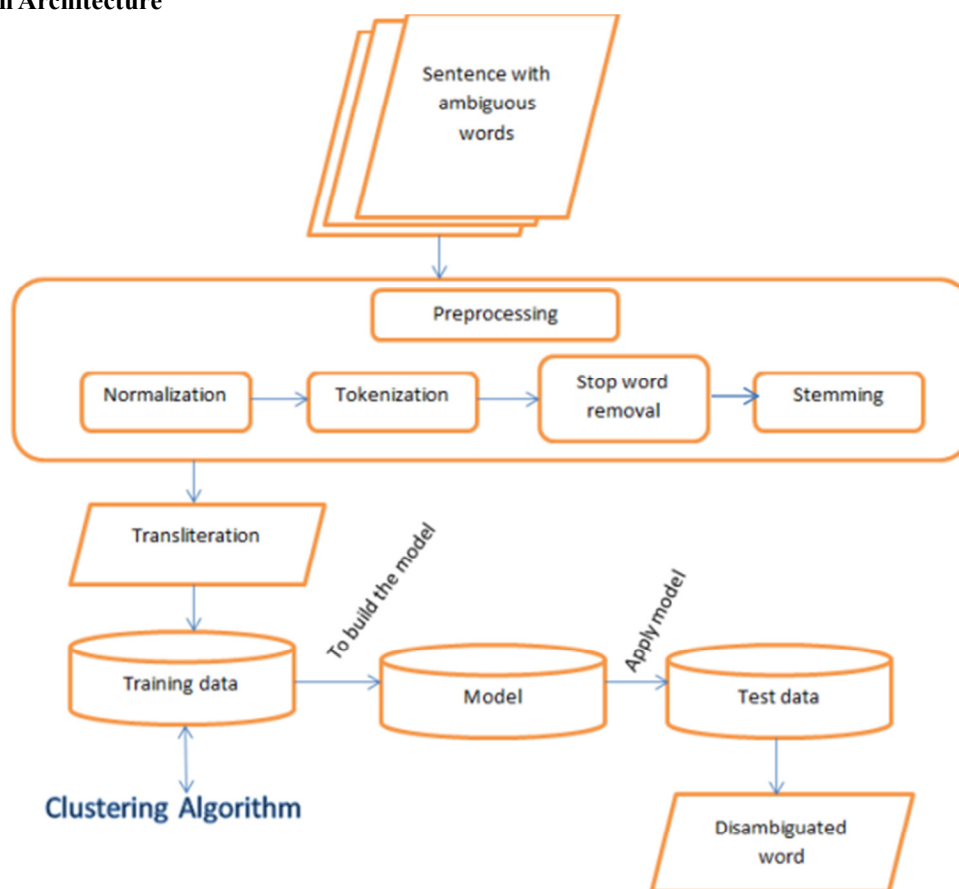 Architecture
Sentence with
ambiguous
words
Preprocessing
Normalization
Tokenization
Stop word
removal
Stemming
Transliteration
To build the model
Apply model
Training data
Model
Test data
Clustering Algorithm
Disambiguated
word